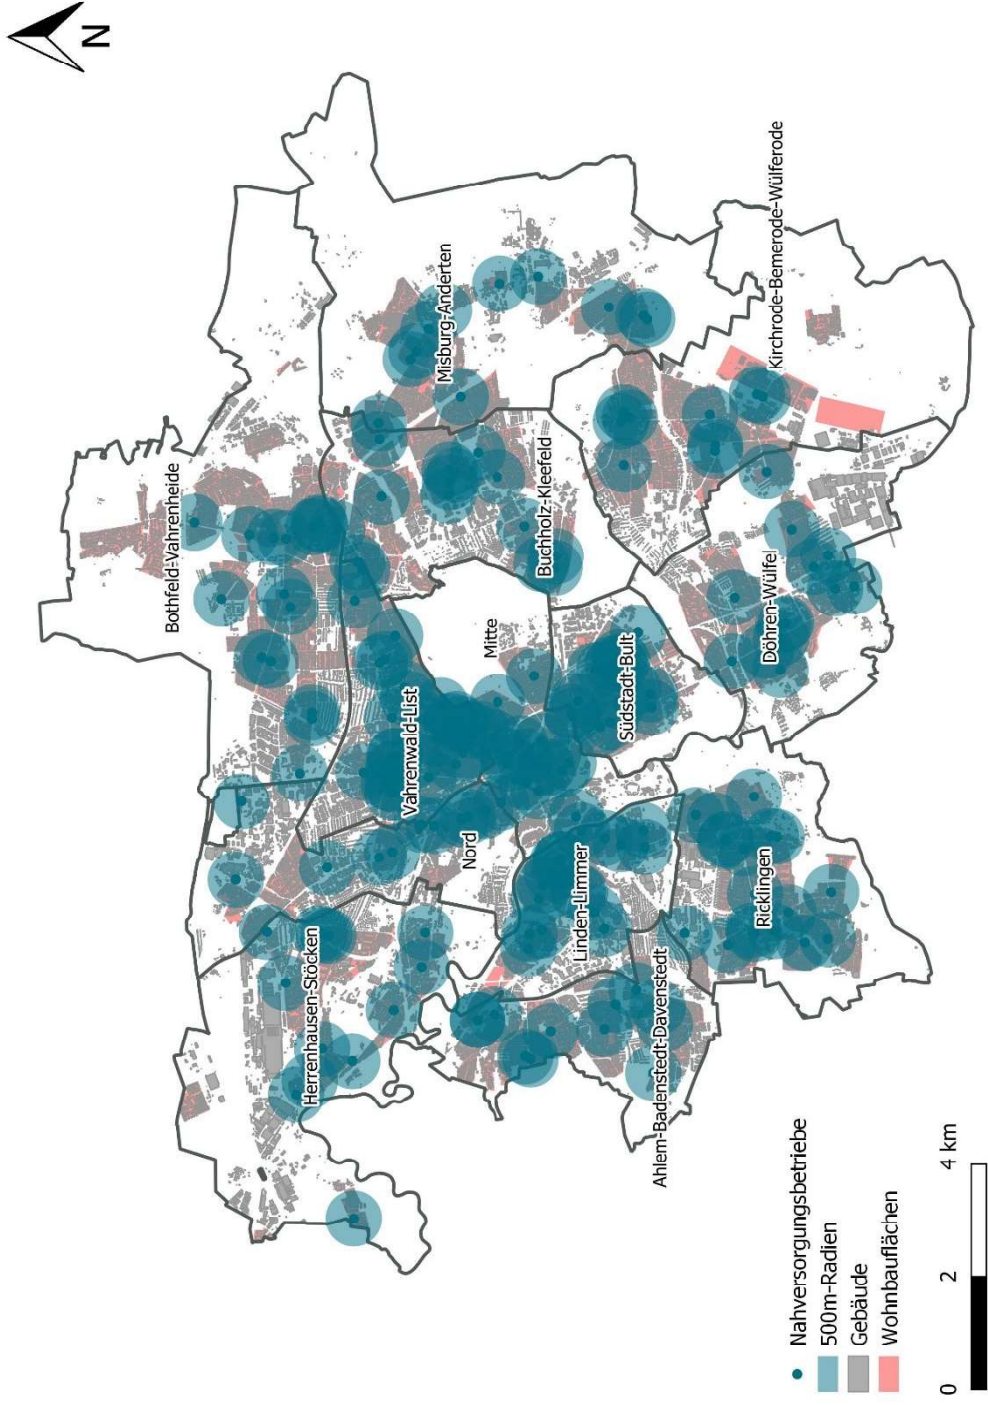 N
Bothfeld-Vahrenheide
Misburg-Anderten
Herrenhausen-Stöcken
Vahrenwald-List
Nord
Mitte
Buchholz-Kleefeld
Linden-Limmer
Südstadt-Bult
Ahlem-Badenstedt-Davenstedt
Ricklingen
Döhren-Wülfel
Kirchrode-Bemerode-Wülferode
Nahversorgungsbetriebe
500m-Radien
Gebäude
Wohnbauflächen
0 2 4 km